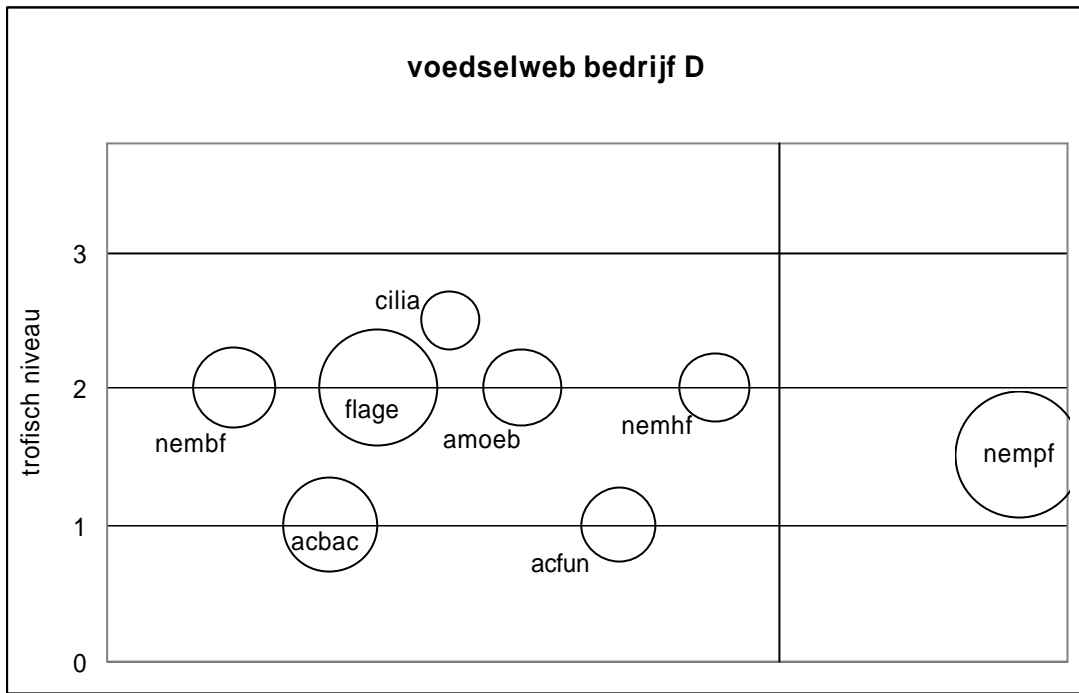 voedselweb bedrijf D
trofisch niveau
3
2
1
0
cilia
nembf
flage
amoeb
nemhf
nempf
acbac
acfun